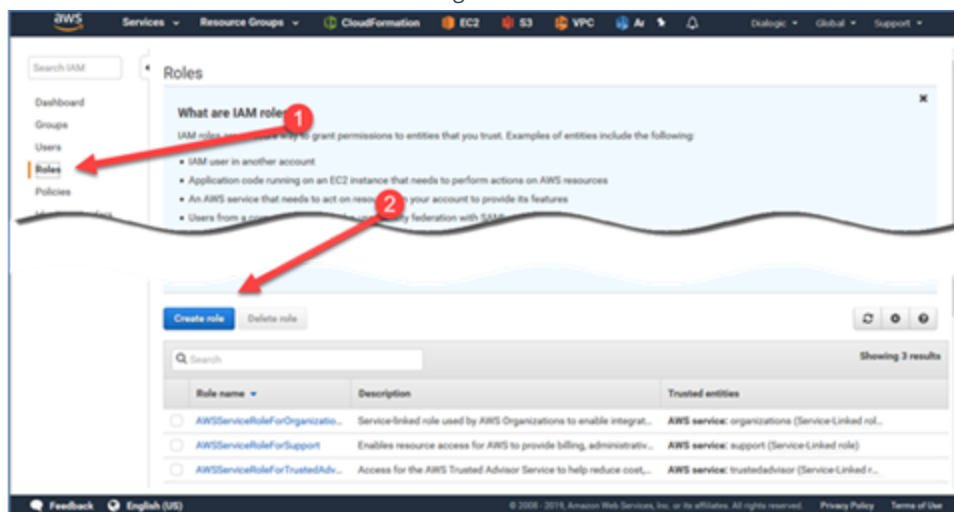 aws Services Resource Groups CloudFormation EC2 S3 VPC Dialogic Global Support
Search IAM
Roles
Dashboard
Groups
Users
Roles
Policies
What are IAM roles
1
IAM roles are a secure way to grant permissions to entities that you trust. Examples of entities include the following:
• IAM user in another account
• Application code running on an EC2 instance that needs to perform actions on AWS resources
• An AWS service that needs to act on resources in your account to provide its features
2
• Users from a
federation with SAML
Create role Delete role
Search
Showing 3 results
Role name Description Trusted entities
AWSServiceRoleForOrganizatio... Service-linked role used by AWS Organizations to enable integrat... AWS service: organizations (Service-Linked rol...
AWSServiceRoleForSupport Enables resource access for AWS to provide billing, administrativ... AWS service: support (Service-Linked role)
AWSServiceRoleForTrustedAdv... Access for the AWS Trusted Advisor Service to help reduce cost,... AWS service: trustedadvisor (Service-Linked r...
Feedback English (US) © 2008 - 2019, Amazon Web Services, Inc. or its affiliates. All rights reserved. Privacy Policy Terms of Use